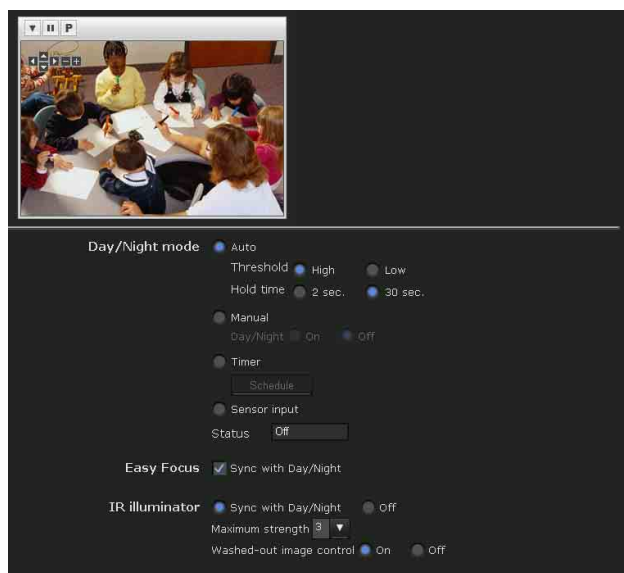 P
Day/Night mode Auto
Threshold High Low
Hold time 2 sec. 30 sec.
Manual
Day/Night On Off
Timer
Schedule
Sensor input
Status Off
Easy Focus Sync with Day/Night
IR illuminator Sync with Day/Night Off
Maximum strength 3
Washed-out image control On Off